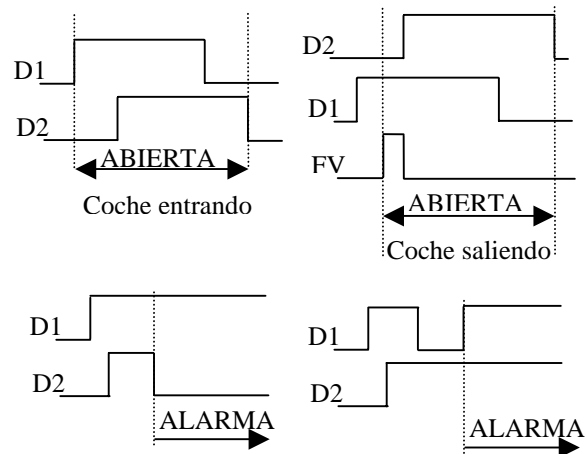 D1
D2
ABIERTA
Coche entrando
D2
D1
FV
ABIERTA
Coche saliendo
D1
D2
ALARMA
D1
D2
ALARMA